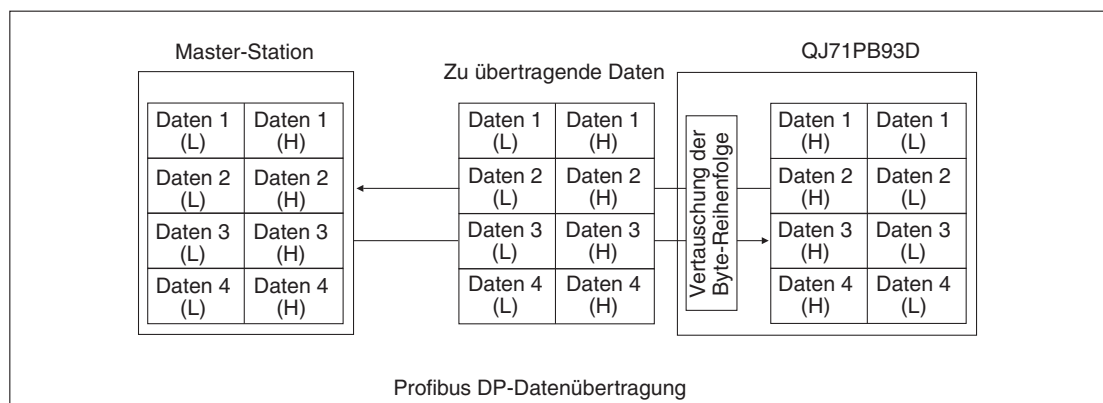 Master-Station
Zu übertragende Daten
QJ71PB93D
Daten 1 (L) Daten 1 (H)
Daten 2 (L) Daten 2 (H)
Daten 3 (L) Daten 3 (H)
Daten 4 (L) Daten 4 (H)
Daten 1 (L) Daten 1 (H)
Daten 2 (L) Daten 2 (H)
Daten 3 (L) Daten 3 (H)
Daten 4 (L) Daten 4 (H)
Vertauschung der
Byte-Reihenfolge
Daten 1 (H) Daten 1 (L)
Daten 2 (H) Daten 2 (L)
Daten 3 (H) Daten 3 (L)
Daten 4 (H) Daten 4 (L)
Profibus DP-Datenübertragung